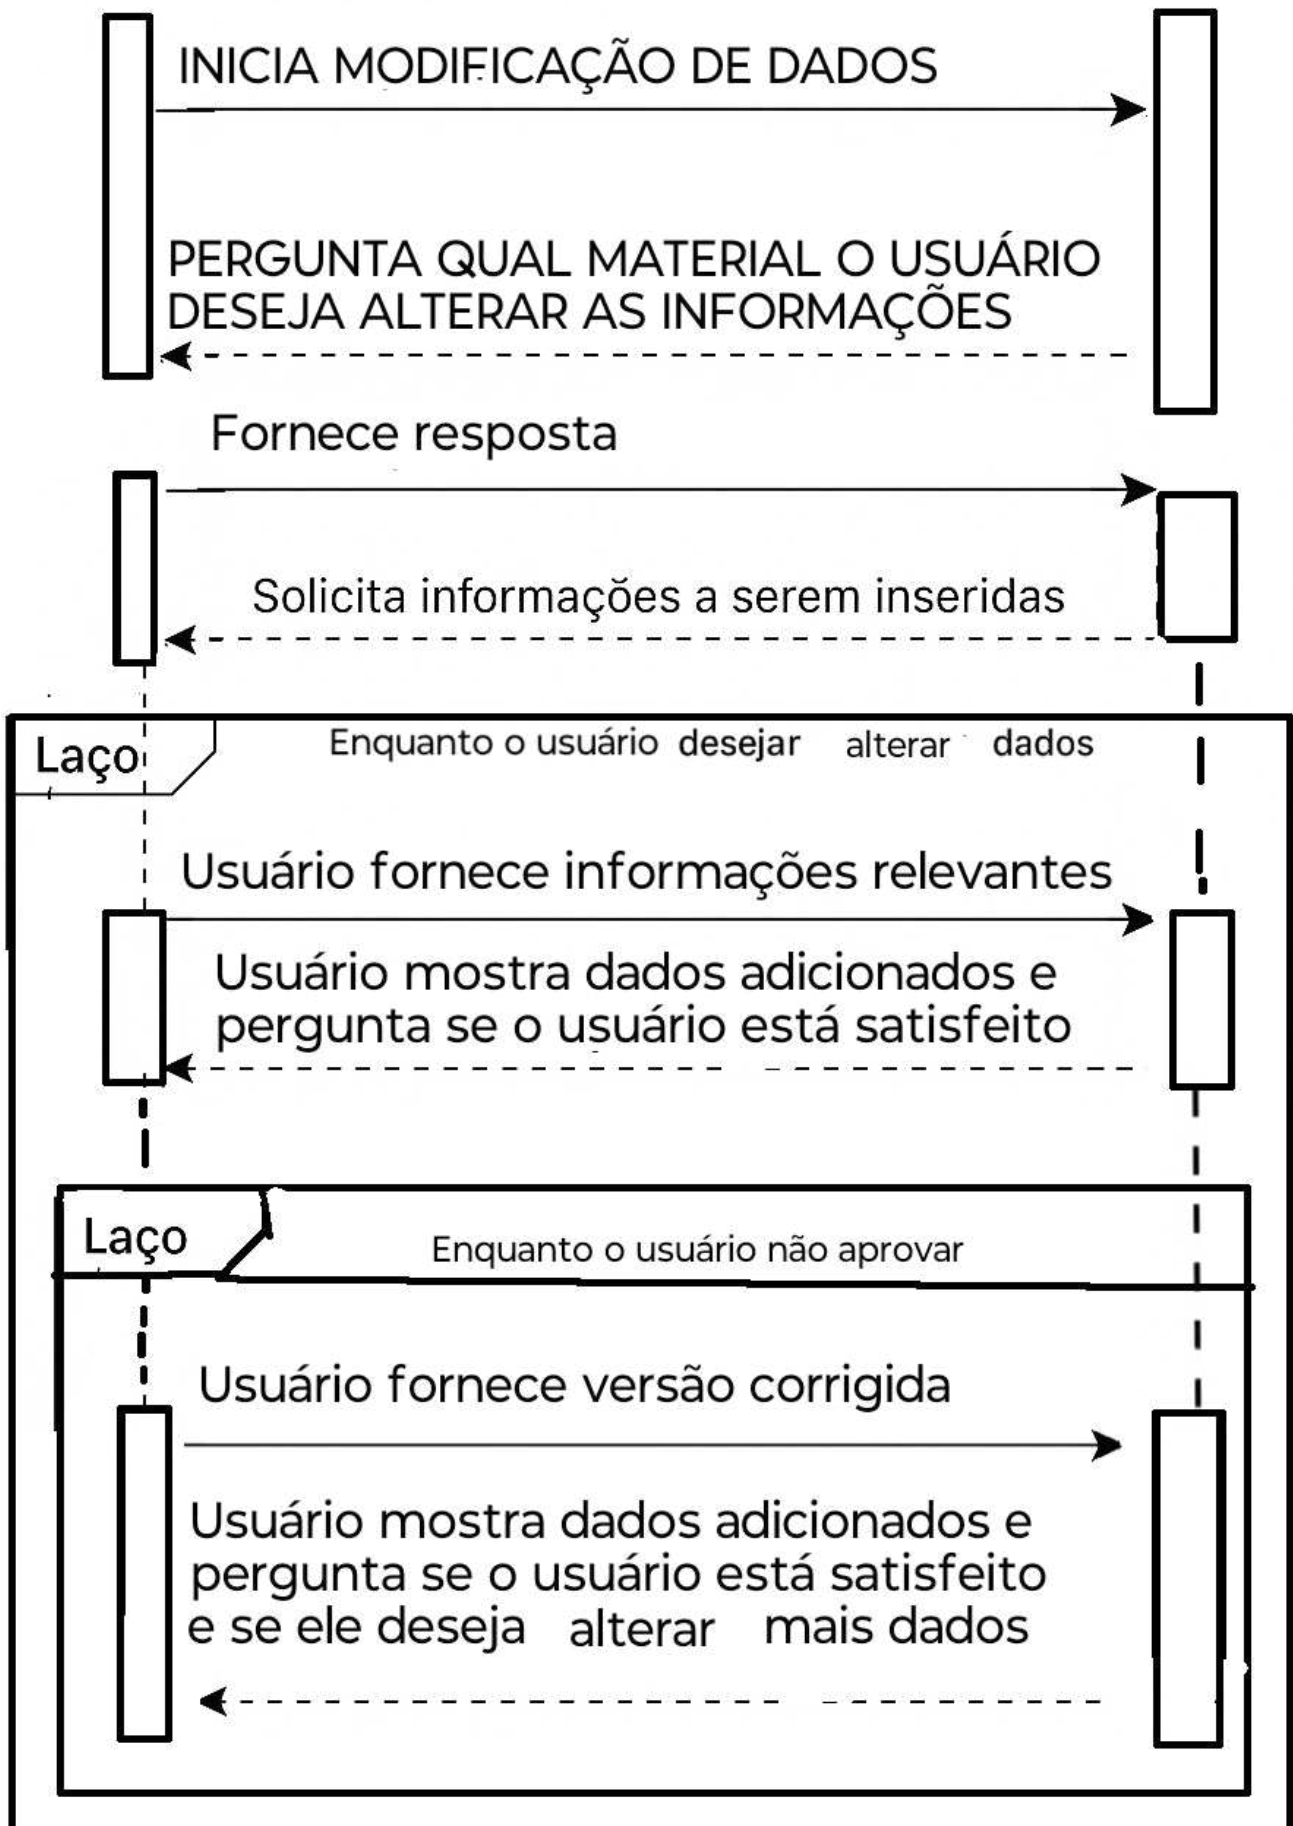 INICIA MODIFICAÇÃO DE DADOS
PERGUNTA QUAL MATERIAL O USUÁRIO
DESEJA ALTERAR AS INFORMAÇÕES
Fornece resposta
Solicita informações a serem inseridas
Laço
Enquanto o usuário desejar alterar dados
Usuário fornece informações relevantes
Usuário mostra dados adicionados e
pergunta se o usuário está satisfeito
Laço
Enquanto o usuário não aprovar
Usuário fornece versão corrigida
Usuário mostra dados adicionados e
pergunta se o usuário está satisfeito
e se ele deseja alterar mais dados